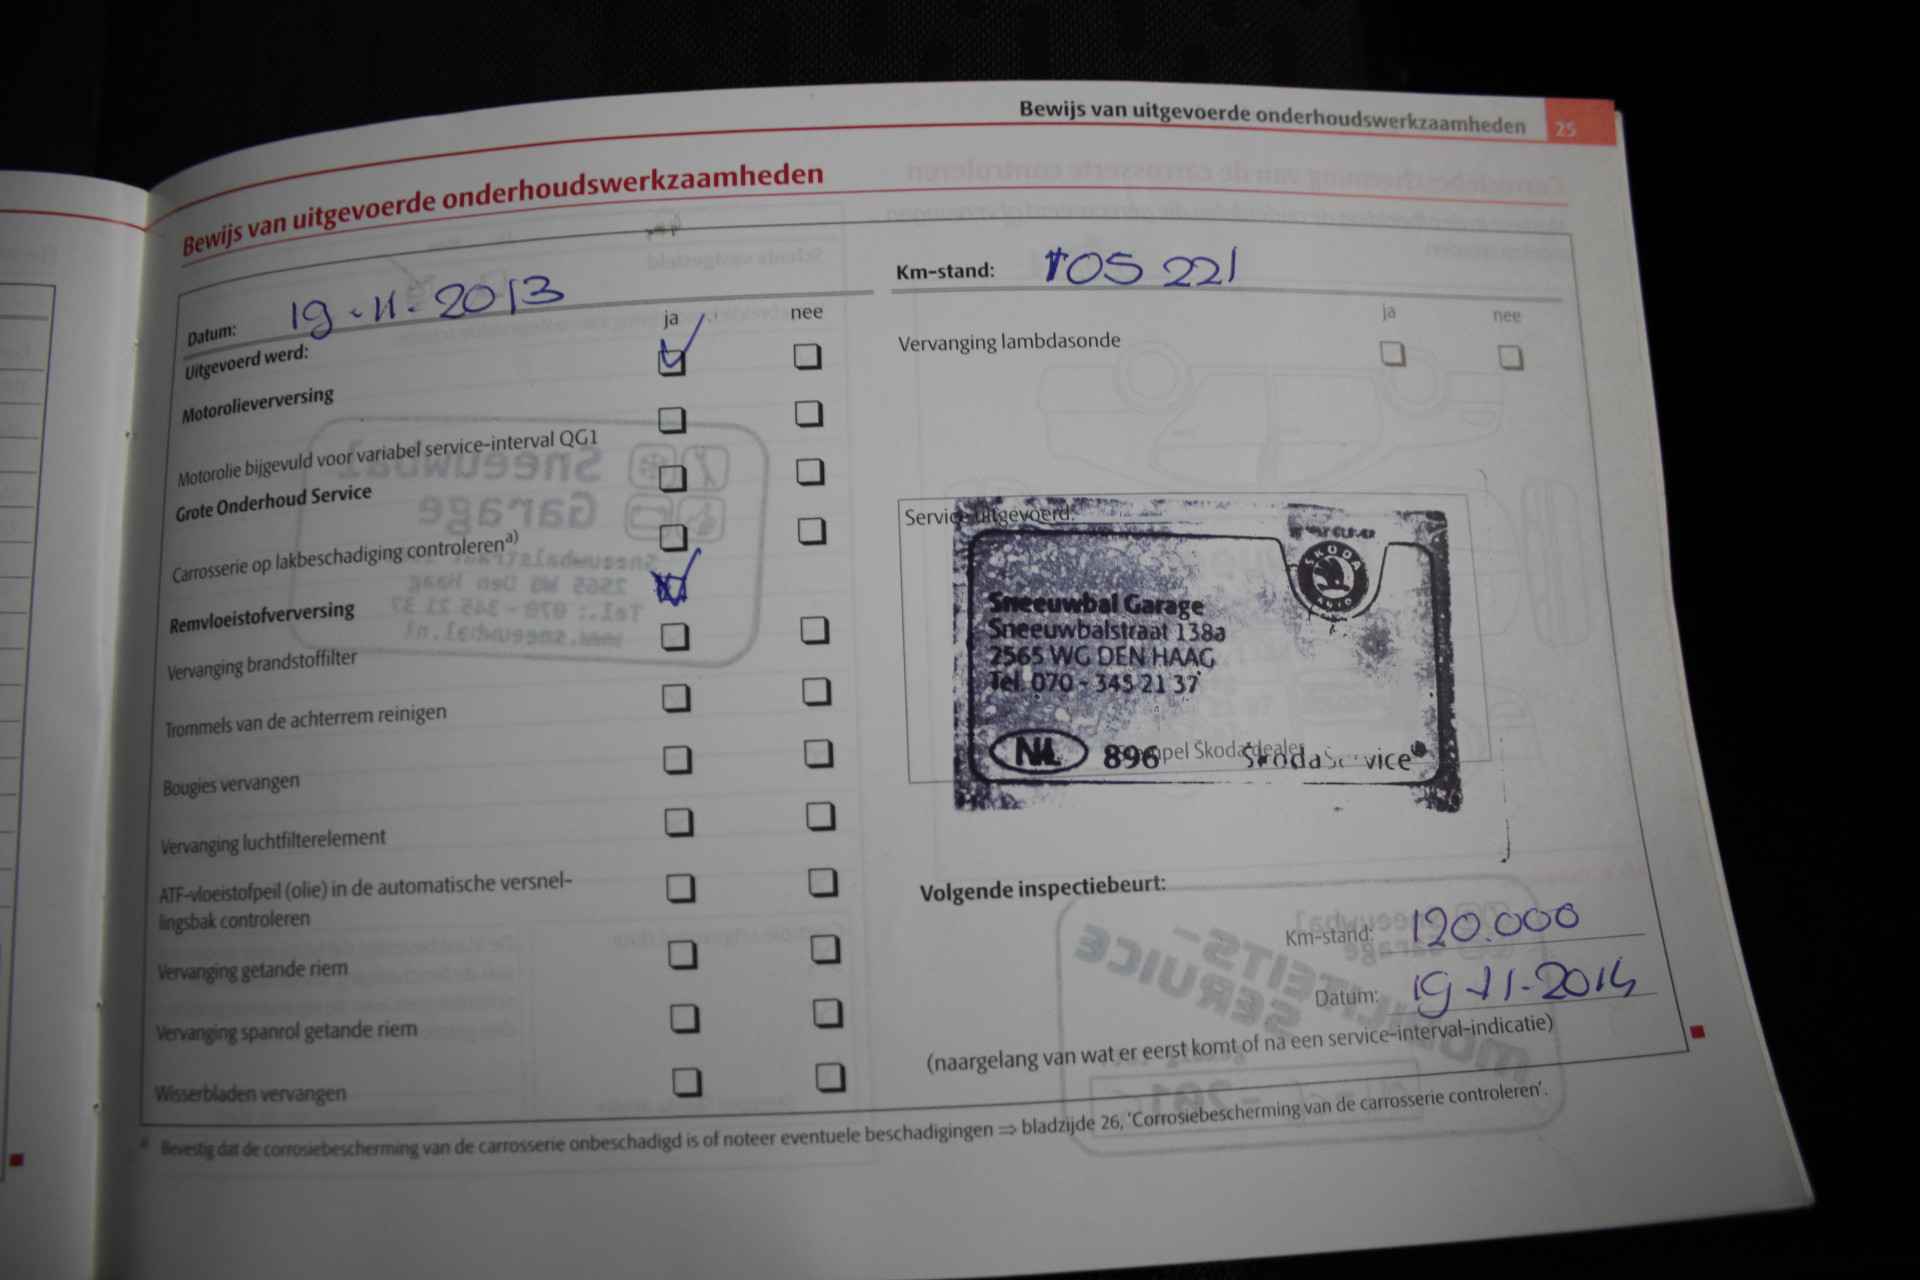 Bewijs van uitgevoerde onderhoudswerkzaamheden 25
Bewijs van uitgevoerde onderhoudswerkzaamheden
Datum: 19-11-2013
Km-stand: 105 221
Uitgevoerd werd:
ja nee
Motorolieverversing
Motorolie bijgevuld voor variabel service-interval QG1
Grote Onderhoud Service
Carrosserie op lakbeschadiging controleren a)
Remvloeistofverversing
Vervanging brandstoffilter
Trommels van de achterrem reinigen
Bougies vervangen
Vervanging luchtfilterelement
ATF-vloeistofpeil (olie) in de automatische versnel-
lingsbak controleren
Vervanging getande riem
Vervanging spanrol getande riem
Wisserbladen vervangen
ja nee
Vervanging lambdasonde
Service uitgevoerd:
SKODA
AUTO
Sneeuwbal Garage
Sneeuwbalstraat 138a
2565 WG DEN HAAG
Tel. 070 - 345 21 37
896
ŠkodaService
Volgende inspectiebeurt:
Km-stand: 120.000
Datum: 19-11-2014
(naargelang van wat er eerst komt of na een service-interval-indicatie)
a) Bevestig dat de corrosiebescherming van de carrosserie onbeschadigd is of noteer eventuele beschadigingen ⇒ bladzijde 26, 'Corrosiebescherming van de carrosserie controleren'.